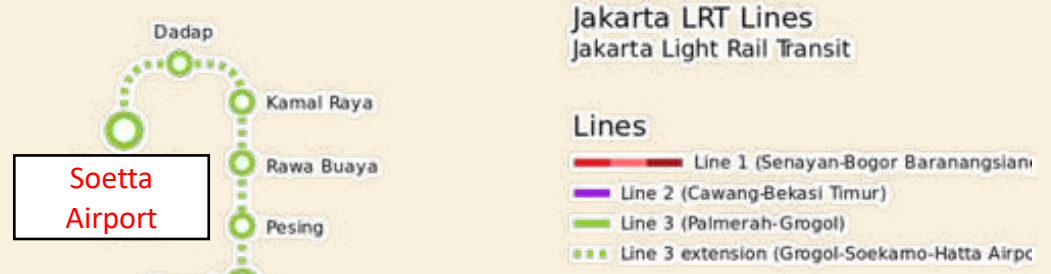 Dadap
Kamal Raya
Rawa Buaya
Pesing
Soetta
Airport
Jakarta LRT Lines
Jakarta Light Rail Transit
Lines
Line 1 (Senayan-Bogor Baranangsian
Line 2 (Cawang-Bekasi Timur)
Line 3 (Palmerah-Grogol)
Line 3 extension (Grogol-Soekarno-Hatta Airpo